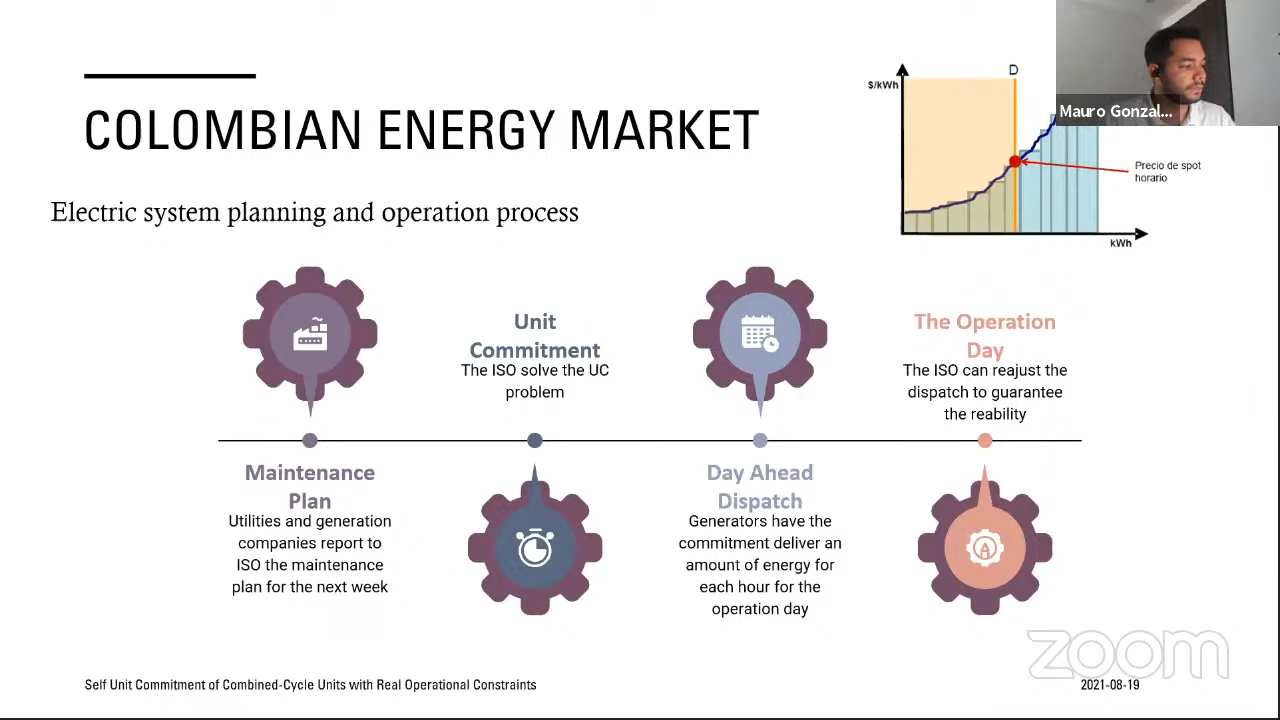 COLOMBIAN ENERGY MARKET
Electric system planning and operation process
D
$/kWh
Mauro Gonzal...
Precio de spot
horario
kWh
Unit
Commitment
The ISO solve the UC
problem
The Operation
Day
The ISO can reajust the
dispatch to guarantee
the reability
Maintenance
Plan
Utilities and generation
companies report to
ISO the maintenance
plan for the next week
Day Ahead
Dispatch
Generators have the
commitment deliver an
amount of energy for
each hour for the
operation day
zoom
Self Unit Commitment of Combined-Cycle Units with Real Operational Constraints
2021-08-19